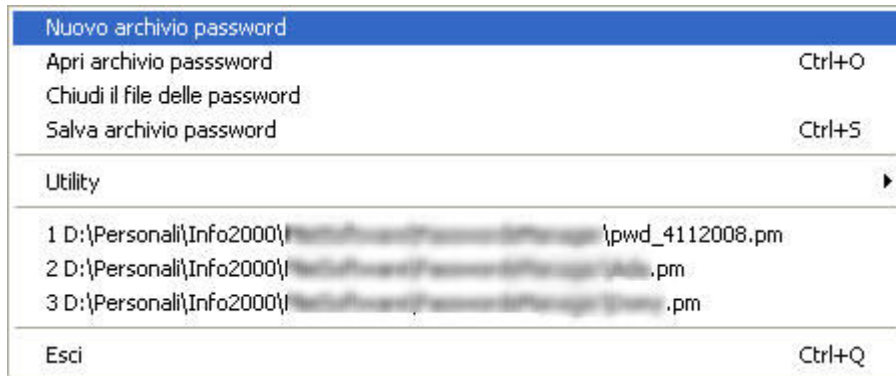 Nuovo archivio password
Apri archivio passsword Ctrl+O
Chiudi il file delle password
Salva archivio password Ctrl+S
Utility
1 D:\Personali\Info2000\ \pwd_4112008.pm
2 D:\Personali\Info2000\ .pm
3 D:\Personali\Info2000\ .pm
Esci Ctrl+Q